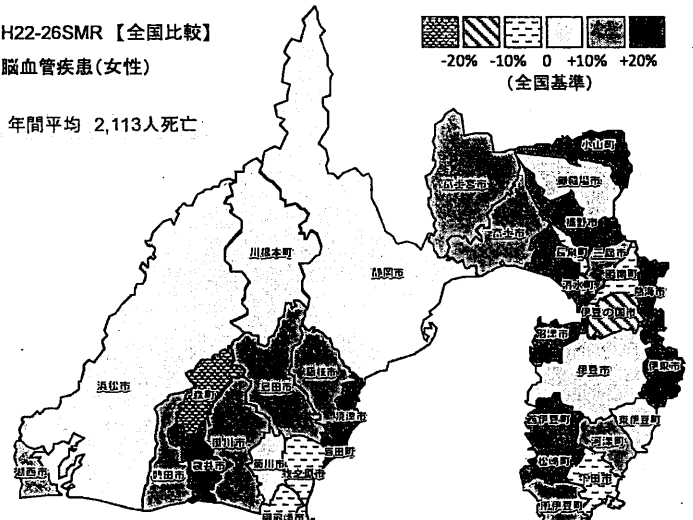 H22-26SMR 【全国比較】
脳血管疾患(女性)
年間平均 2,113人死亡
-20% -10% 0 +10% +20%
(全国基準)
小山町
御殿場市
富士宮市
裾野市
富士市
長泉町
三島市
川根本町
静岡市
函南町
清水町
熱海市
伊豆の国市
沼津市
伊豆市
伊東市
浜松市
島田市
藤枝市
森町
焼津市
西伊豆町
東伊豆町
掛川市
吉田町
河津町
湖西市
磐田市
袋井市
菊川市
牧之原市
松崎町
下田市
御前崎市
南伊豆町